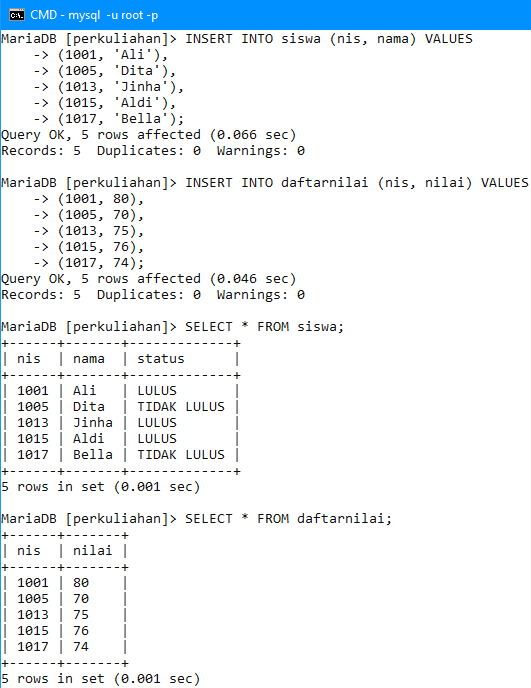 CMD - mysql  -u root -p
MariaDB [perkuliahan]> INSERT INTO siswa (nis, nama) VALUES
    -> (1001, 'Ali'),
    -> (1005, 'Dita'),
    -> (1013, 'Jinha'),
    -> (1015, 'Aldi'),
    -> (1017, 'Bella');
Query OK, 5 rows affected (0.066 sec)
Records: 5  Duplicates: 0  Warnings: 0

MariaDB [perkuliahan]> INSERT INTO daftarnilai (nis, nilai) VALUES
    -> (1001, 80),
    -> (1005, 70),
    -> (1013, 75),
    -> (1015, 76),
    -> (1017, 74);
Query OK, 5 rows affected (0.046 sec)
Records: 5  Duplicates: 0  Warnings: 0

MariaDB [perkuliahan]> SELECT * FROM siswa;
+------+-------+-------------+
| nis  | nama  | status      |
+------+-------+-------------+
| 1001 | Ali   | LULUS       |
| 1005 | Dita  | TIDAK LULUS |
| 1013 | Jinha | LULUS       |
| 1015 | Aldi  | LULUS       |
| 1017 | Bella | TIDAK LULUS |
+------+-------+-------------+
5 rows in set (0.001 sec)

MariaDB [perkuliahan]> SELECT * FROM daftarnilai;
+------+-------+
| nis  | nilai |
+------+-------+
| 1001 | 80    |
| 1005 | 70    |
| 1013 | 75    |
| 1015 | 76    |
| 1017 | 74    |
+------+-------+
5 rows in set (0.001 sec)